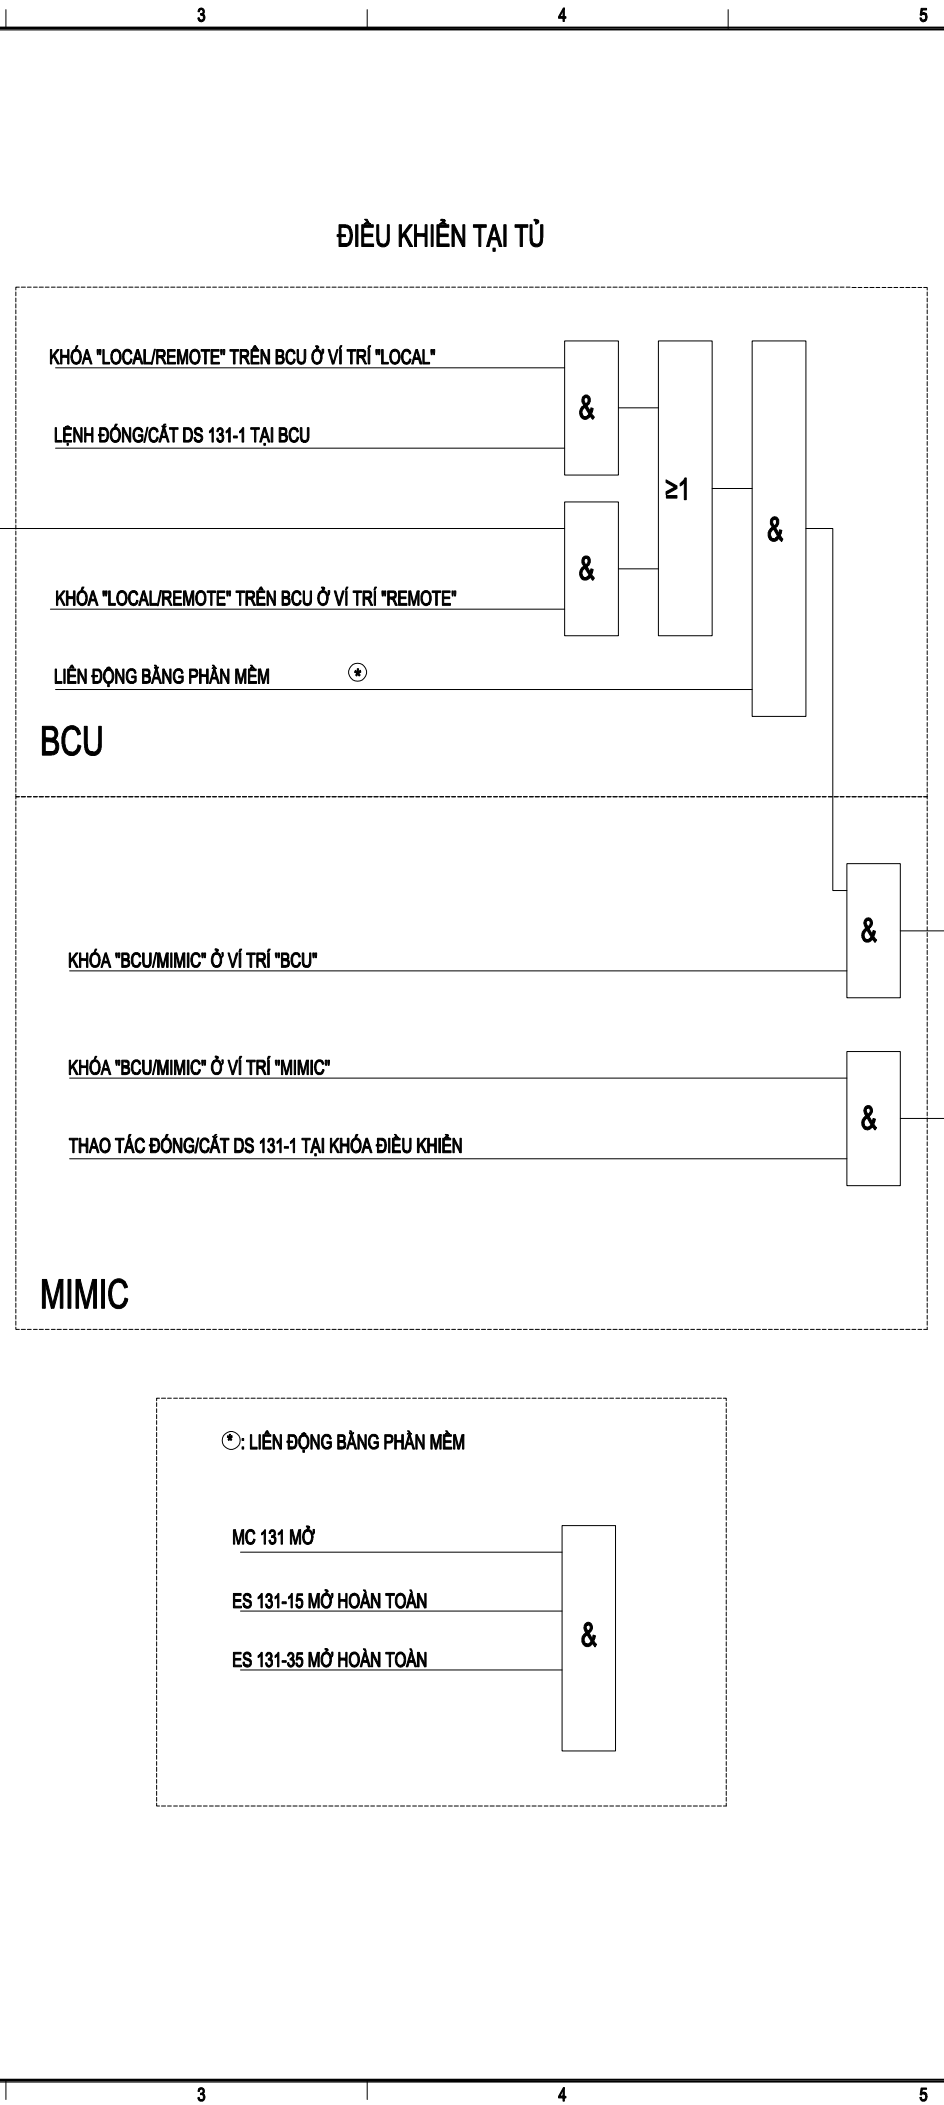 3 4 5
ĐIỀU KHIỂN TẠI TỦ
KHÓA "LOCAL/REMOTE" TRÊN BCU Ở VÍ TRÍ "LOCAL"
&
LỆNH ĐÓNG/CẮT DS 131-1 TẠI BCU
≥1
&
&
KHÓA "LOCAL/REMOTE" TRÊN BCU Ở VÍ TRÍ "REMOTE"
LIÊN ĐỘNG BẰNG PHẦN MỀM *
BCU
&
KHÓA "BCU/MIMIC" Ở VÍ TRÍ "BCU"
KHÓA "BCU/MIMIC" Ở VÍ TRÍ "MIMIC"
&
THAO TÁC ĐÓNG/CẮT DS 131-1 TẠI KHÓA ĐIỀU KHIỂN
MIMIC
*: LIÊN ĐỘNG BẰNG PHẦN MỀM
MC 131 MỞ
ES 131-15 MỞ HOÀN TOÀN
&
ES 131-35 MỞ HOÀN TOÀN
3 4 5